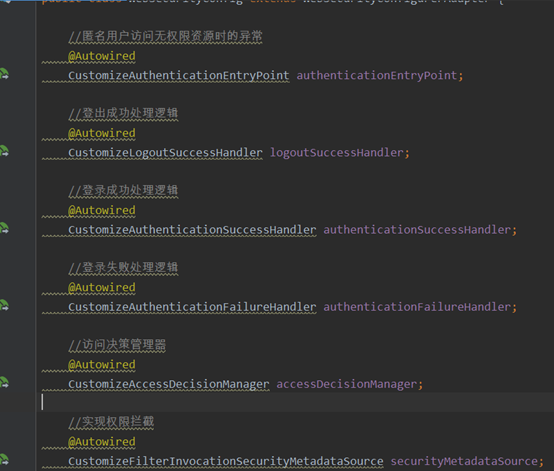 public class WebSecurityConfig extends WebSecurityConfigurerAdapter {
//匿名用户访问无权限资源时的异常
@Autowired
CustomizeAuthenticationEntryPoint authenticationEntryPoint;
//登出成功处理逻辑
@Autowired
CustomizeLogoutSuccessHandler logoutSuccessHandler;
//登录成功处理逻辑
@Autowired
CustomizeAuthenticationSuccessHandler authenticationSuccessHandler;
//登录失败处理逻辑
@Autowired
CustomizeAuthenticationFailureHandler authenticationFailureHandler;
//访问决策管理器
@Autowired
CustomizeAccessDecisionManager accessDecisionManager;
//实现权限拦截
@Autowired
CustomizeFilterInvocationSecurityMetadataSource securityMetadataSource;